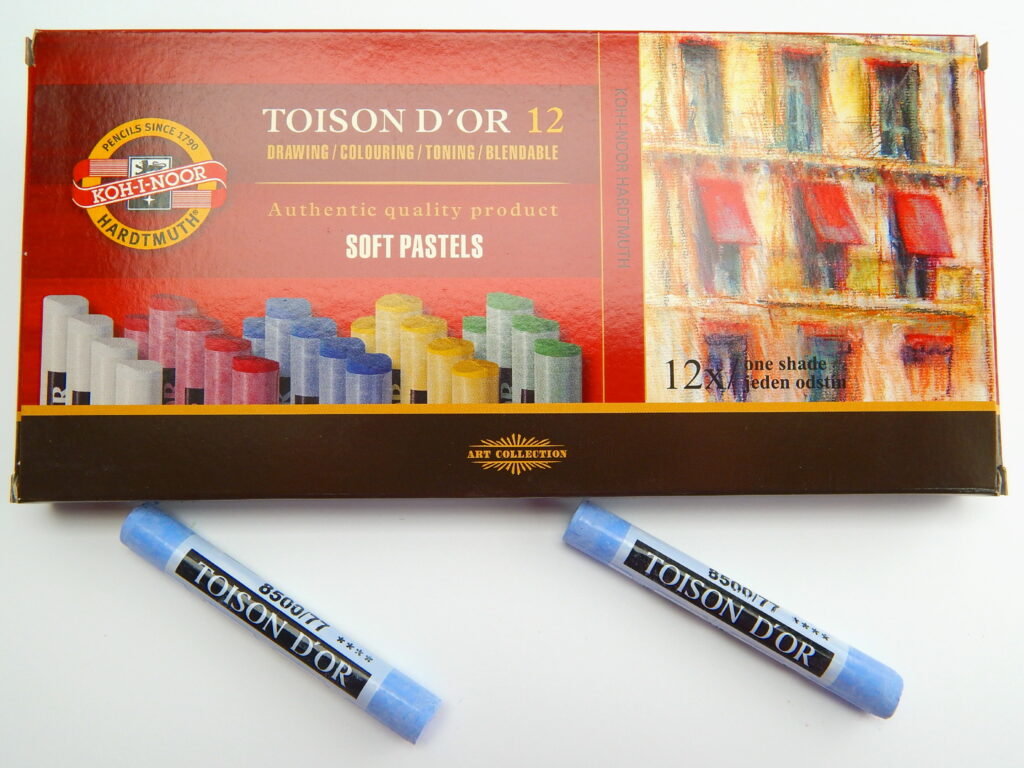 PENCILS SINCE 1790
KOH-I-NOOR
HARDTMUTH®
TOISON D´OR 12
DRAWING / COLOURING / TONING / BLENDABLE
Authentic quality product
SOFT PASTELS
KOH-I-NOOR HARDTMUTH
12x/ one shade
jeden odstín
R
R
ART COLLECTION
8500/77 ****
TOISON D'OR
8500/77 ****
TOISON D'OR